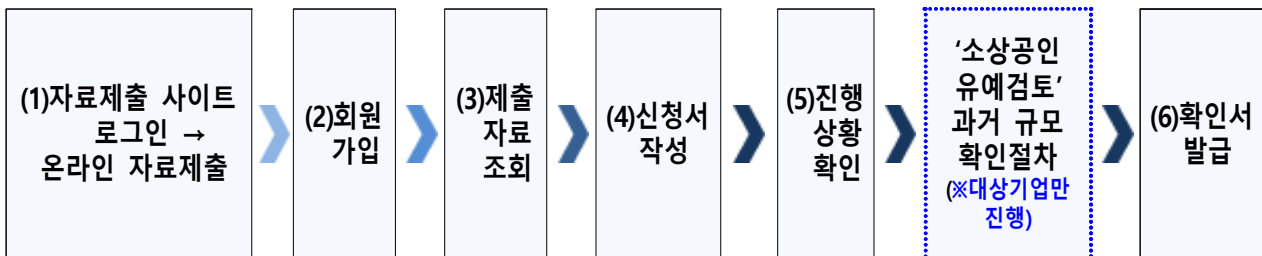 (1)자료제출 사이트
로그인 →
온라인 자료제출
(2)회원
가입
(3)제출
자료
조회
(4)신청서
작성
(5)진행
상황
확인
‘소상공인
유예검토’
과거 규모
확인절차
(※대상기업만
진행)
(6)확인서
발급